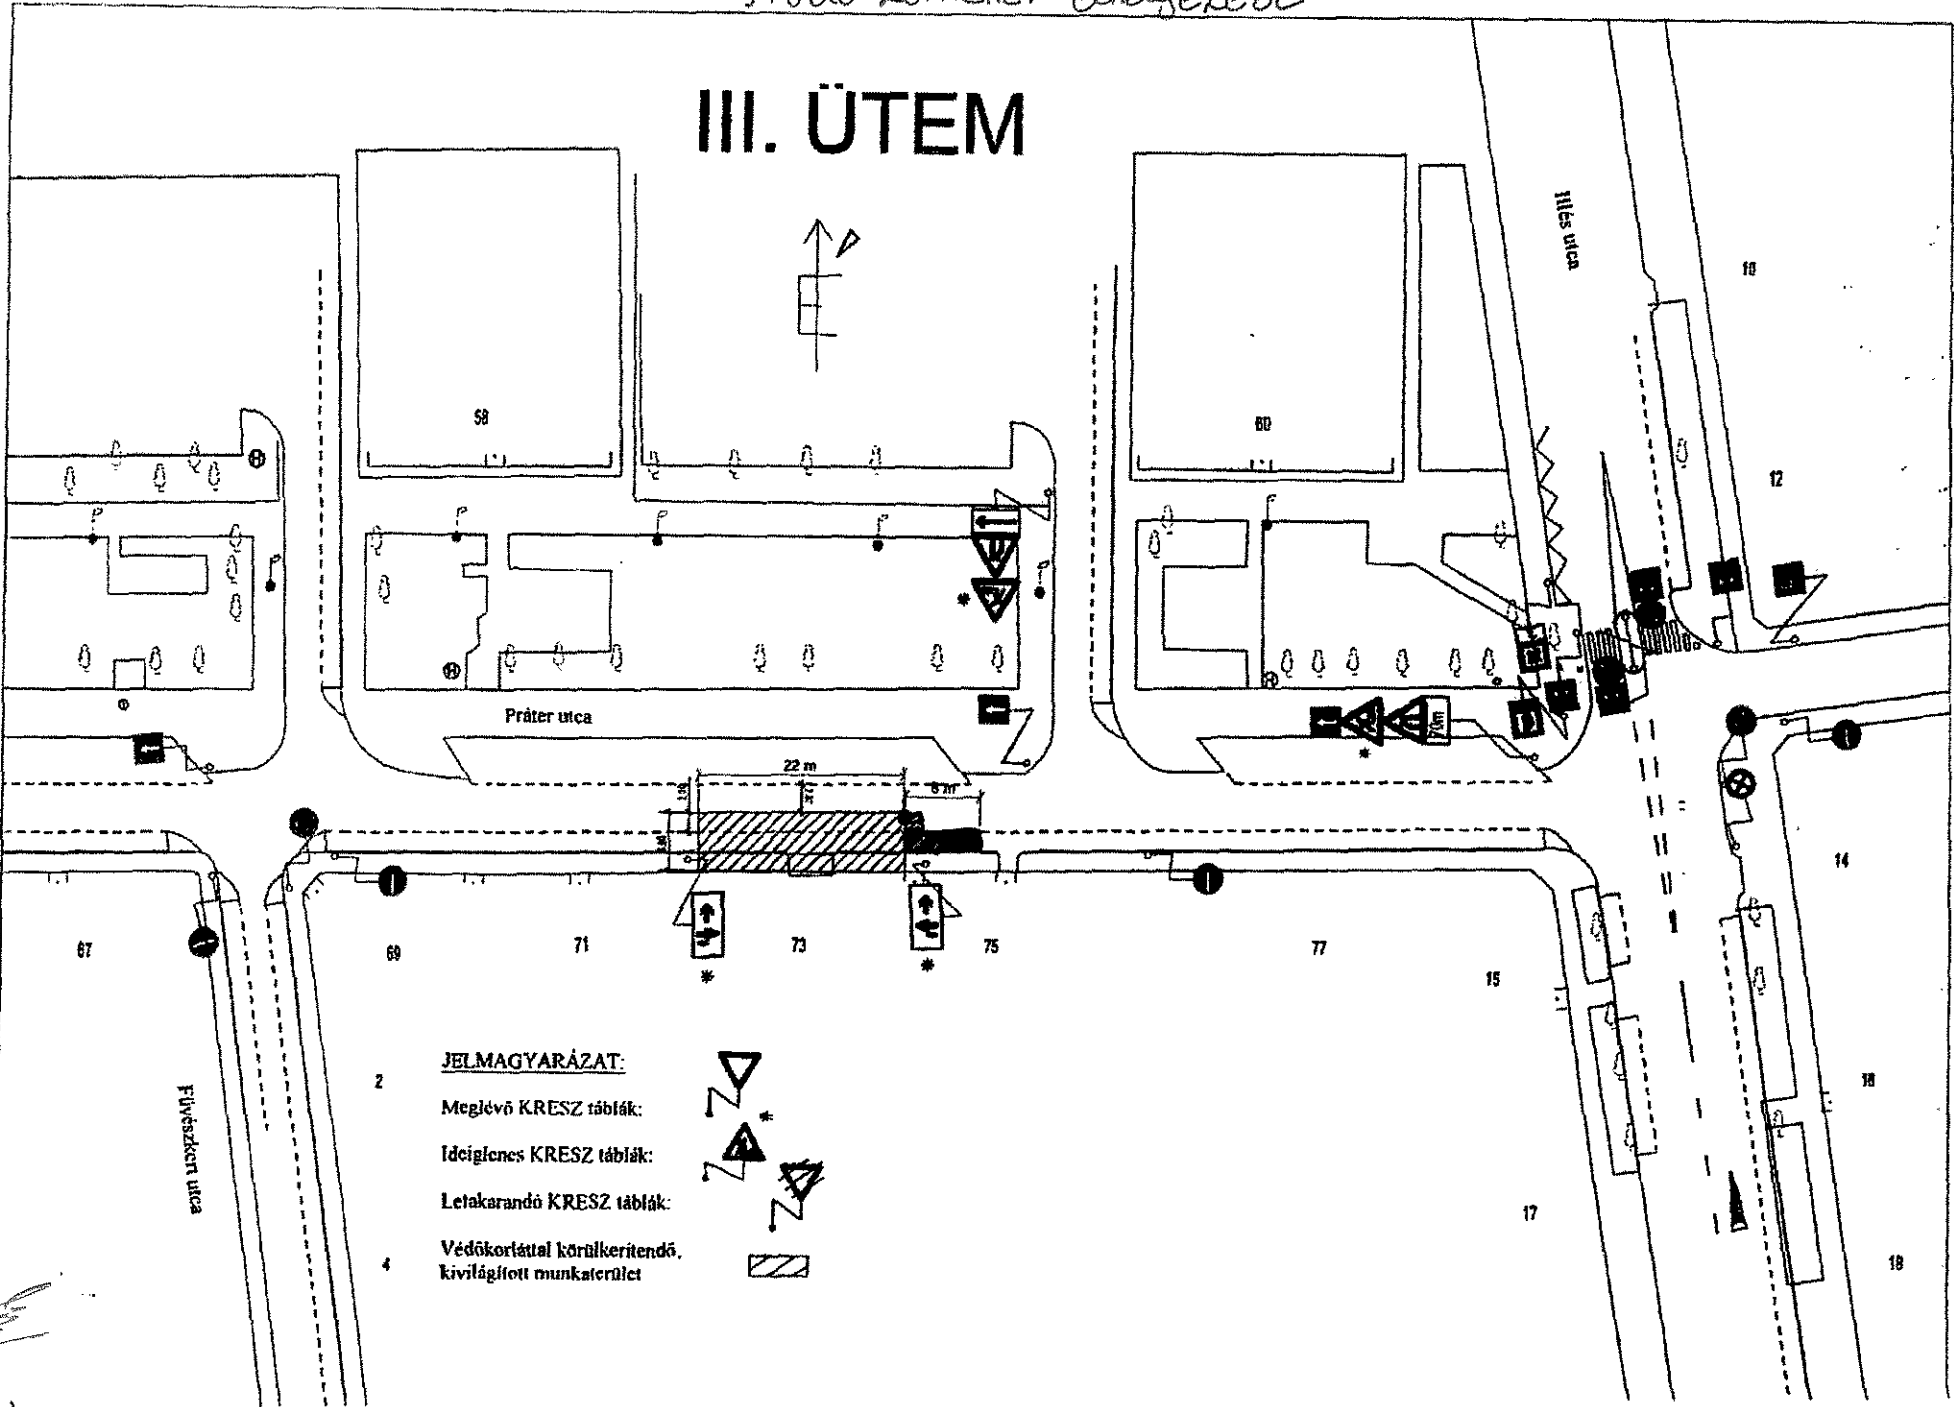 III. ÜTEM
Illés utca
10
58
60
12
Práter utca
70m
22 m
8 m
14
67
69
71
73
75
77
15
2
16
Füvészkert utca
JELMAGYARÁZAT:
Meglévő KRESZ táblák:
*
Ideiglenes KRESZ táblák:
Letakarandó KRESZ táblák:
17
4
Védőkorláttal körülkerítendő,
kivilágított munkaterület
18